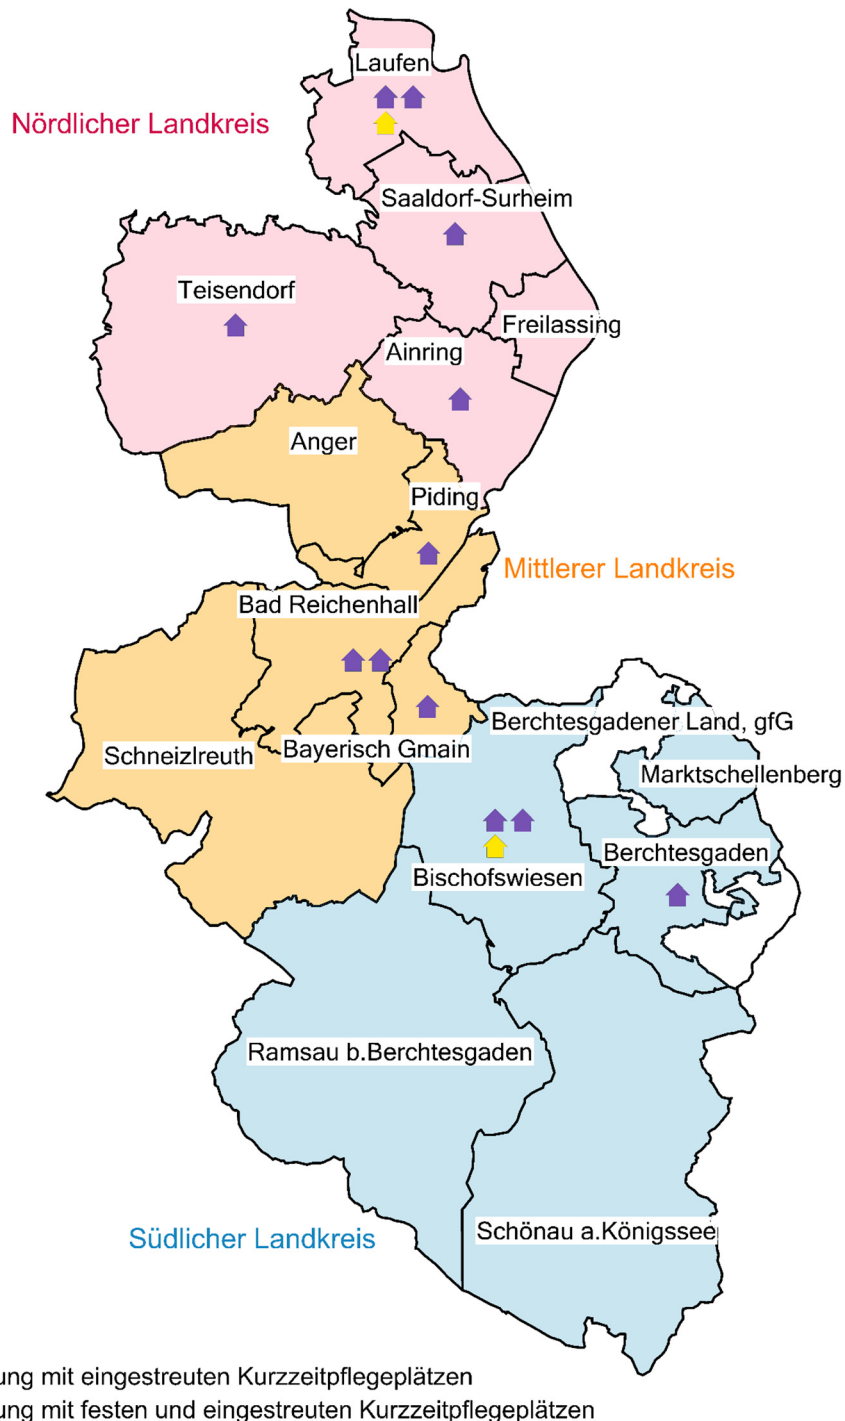 Laufen
Nördlicher Landkreis
Saaldorf-Surheim
Teisendorf
Freilassing
Ainring
Anger
Piding
Mittlerer Landkreis
Bad Reichenhall
Berchtesgadener Land, gfG
Bayerisch Gmain
Schneizlreuth
Marktschellenberg
Berchtesgaden
Bischofswiesen
Ramsau b.Berchtesgaden
Schönau a.Königssee
Südlicher Landkreis
ung mit eingestreuten Kurzzeitpflegeplätzen
ung mit festen und eingestreuten Kurzzeitpflegeplätzen